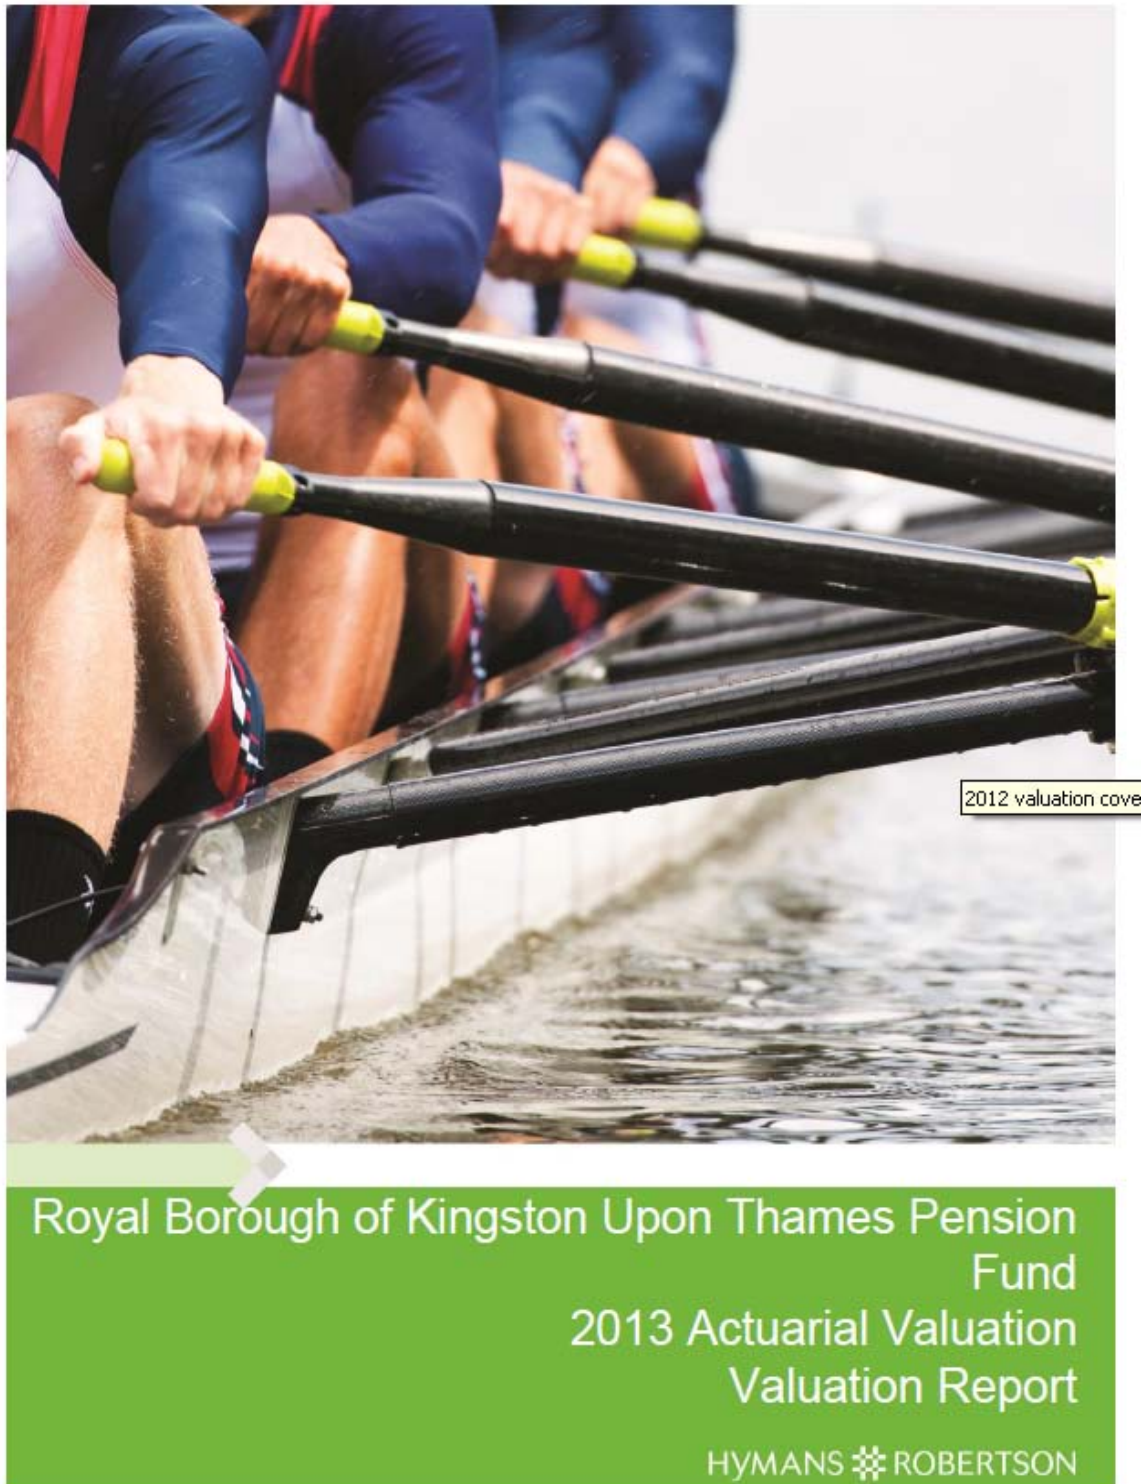 2012 valuation cove
Royal Borough of Kingston Upon Thames Pension
Fund
2013 Actuarial Valuation
Valuation Report
HYMANS ROBERTSON